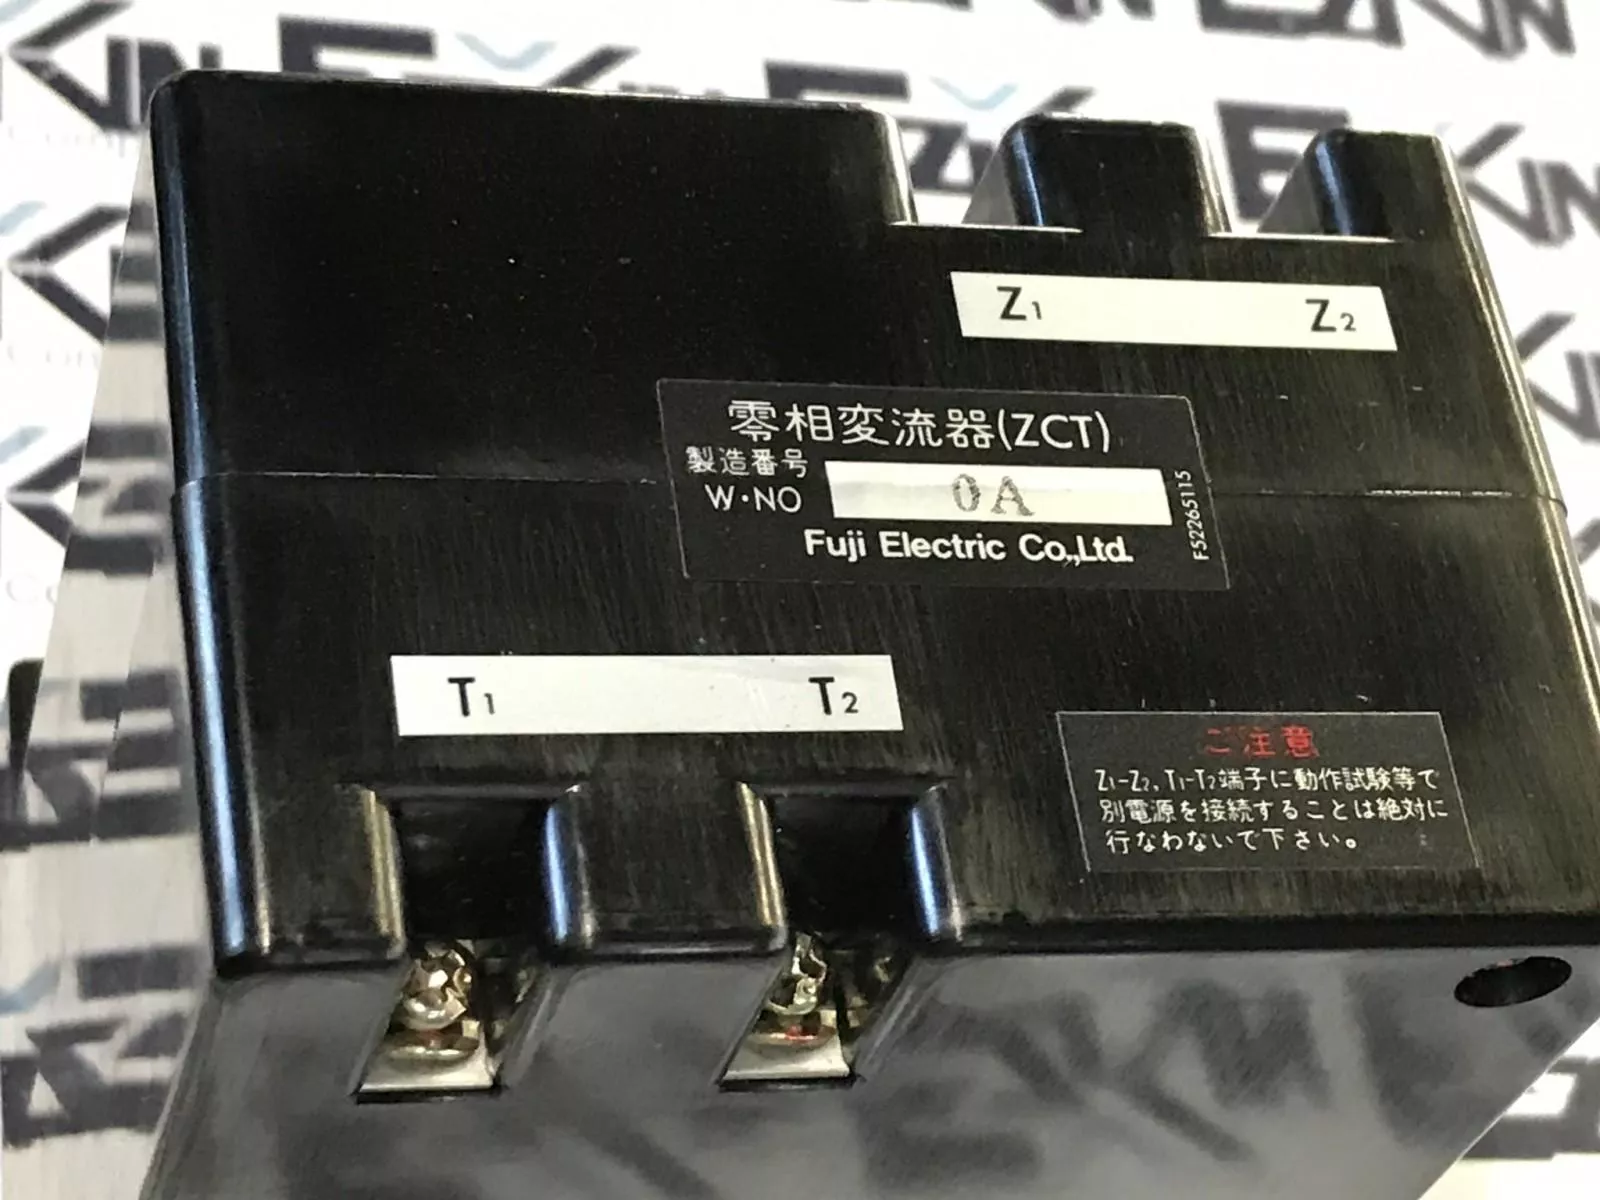 Z1 Z2
零相変流器(ZCT)
製造番号
W・NO 0A
Fuji Electric Co.,Ltd.
F52265115
T1 T2
ご注意
Z1-Z2, T1-T2端子に動作試験等で
別電源を接続することは絶対に
行なわないで下さい。